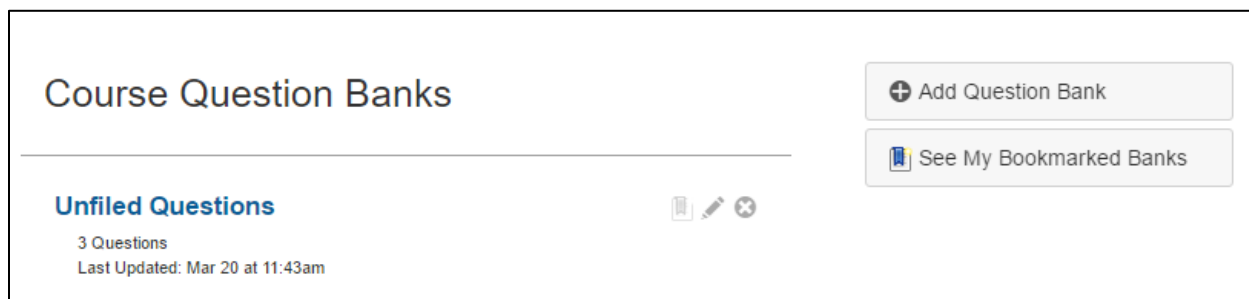 Course Question Banks
Add Question Bank
See My Bookmarked Banks
Unfiled Questions
3 Questions
Last Updated: Mar 20 at 11:43am